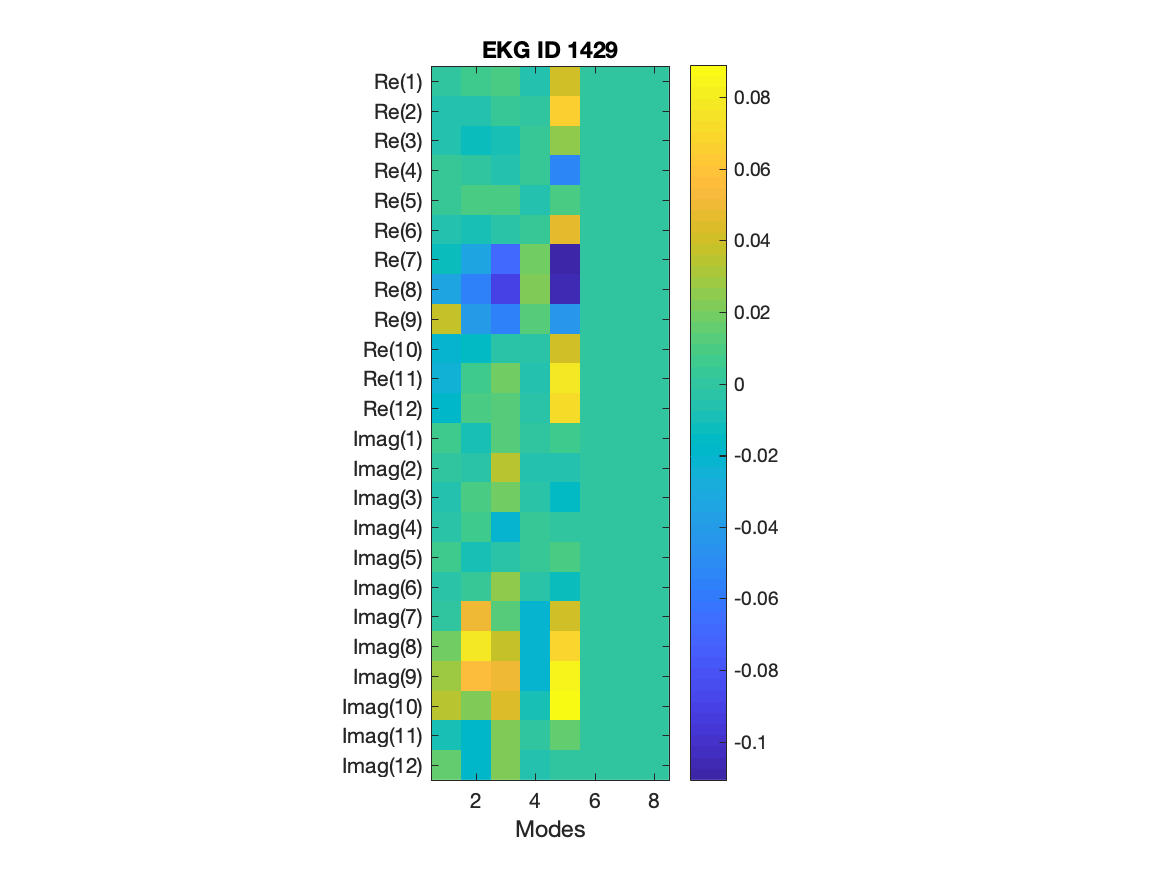 EKG ID 1429
Re(1)
Re(2)
Re(3)
Re(4)
Re(5)
Re(6)
Re(7)
Re(8)
Re(9)
Re(10)
Re(11)
Re(12)
Imag(1)
Imag(2)
Imag(3)
Imag(4)
Imag(5)
Imag(6)
Imag(7)
Imag(8)
Imag(9)
Imag(10)
Imag(11)
Imag(12)
2 4 6 8
Modes
0.08
0.06
0.04
0.02
0
-0.02
-0.04
-0.06
-0.08
-0.1